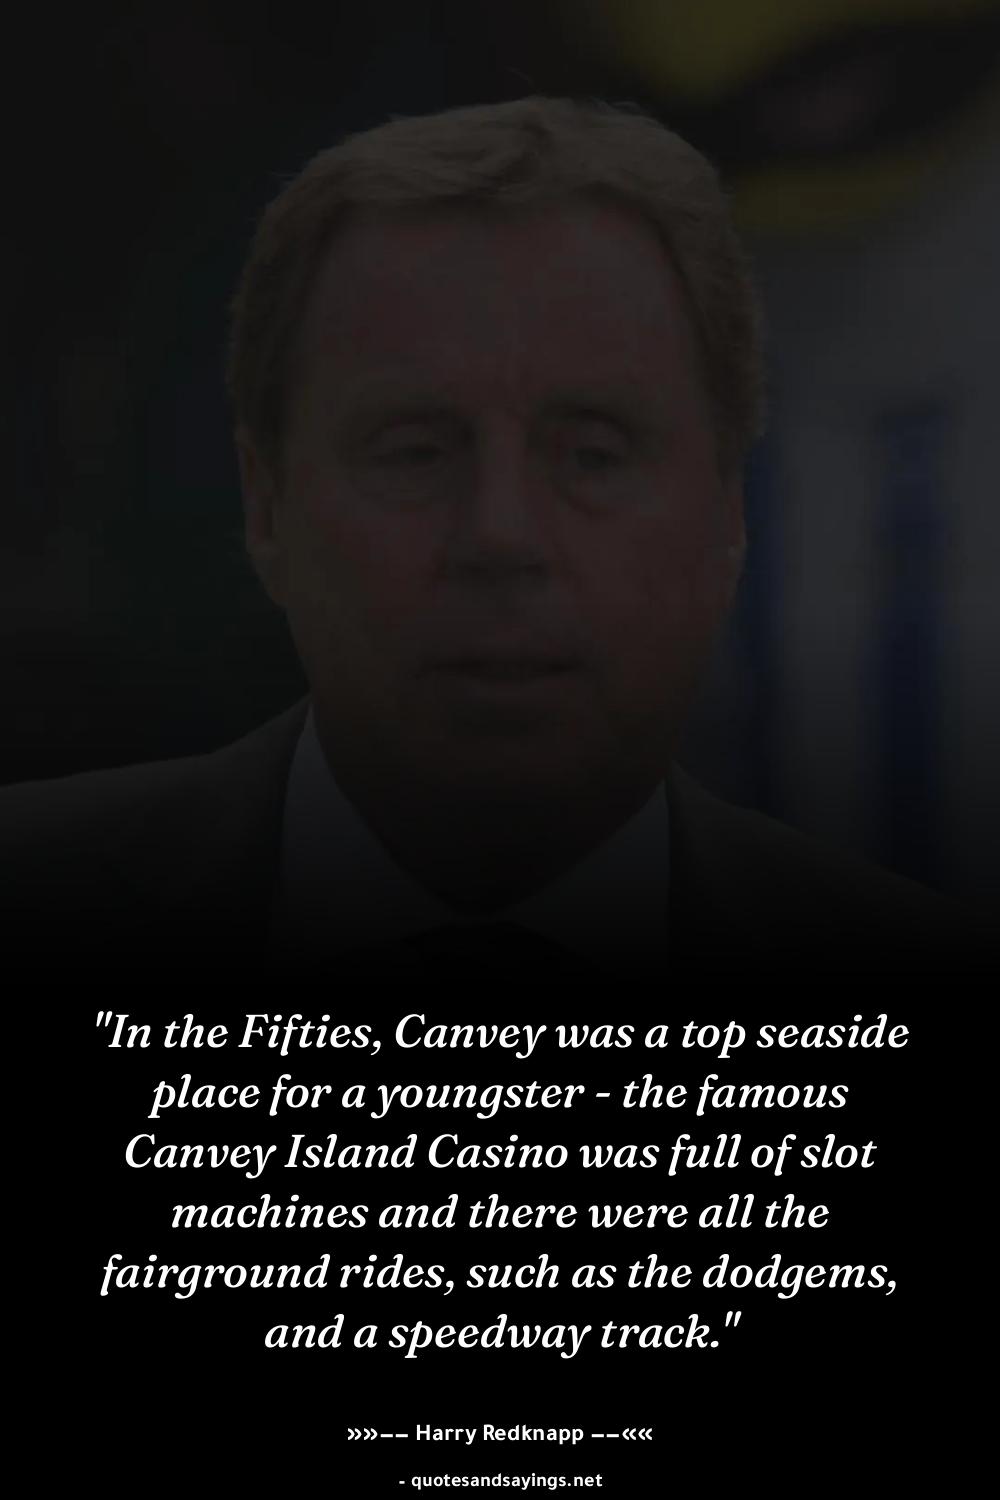 "In the Fifties, Canvey was a top seaside
place for a youngster - the famous
Canvey Island Casino was full of slot
machines and there were all the
fairground rides, such as the dodgems,
and a speedway track."
»»−− Harry Redknapp −−««
- quotesandsayings.net